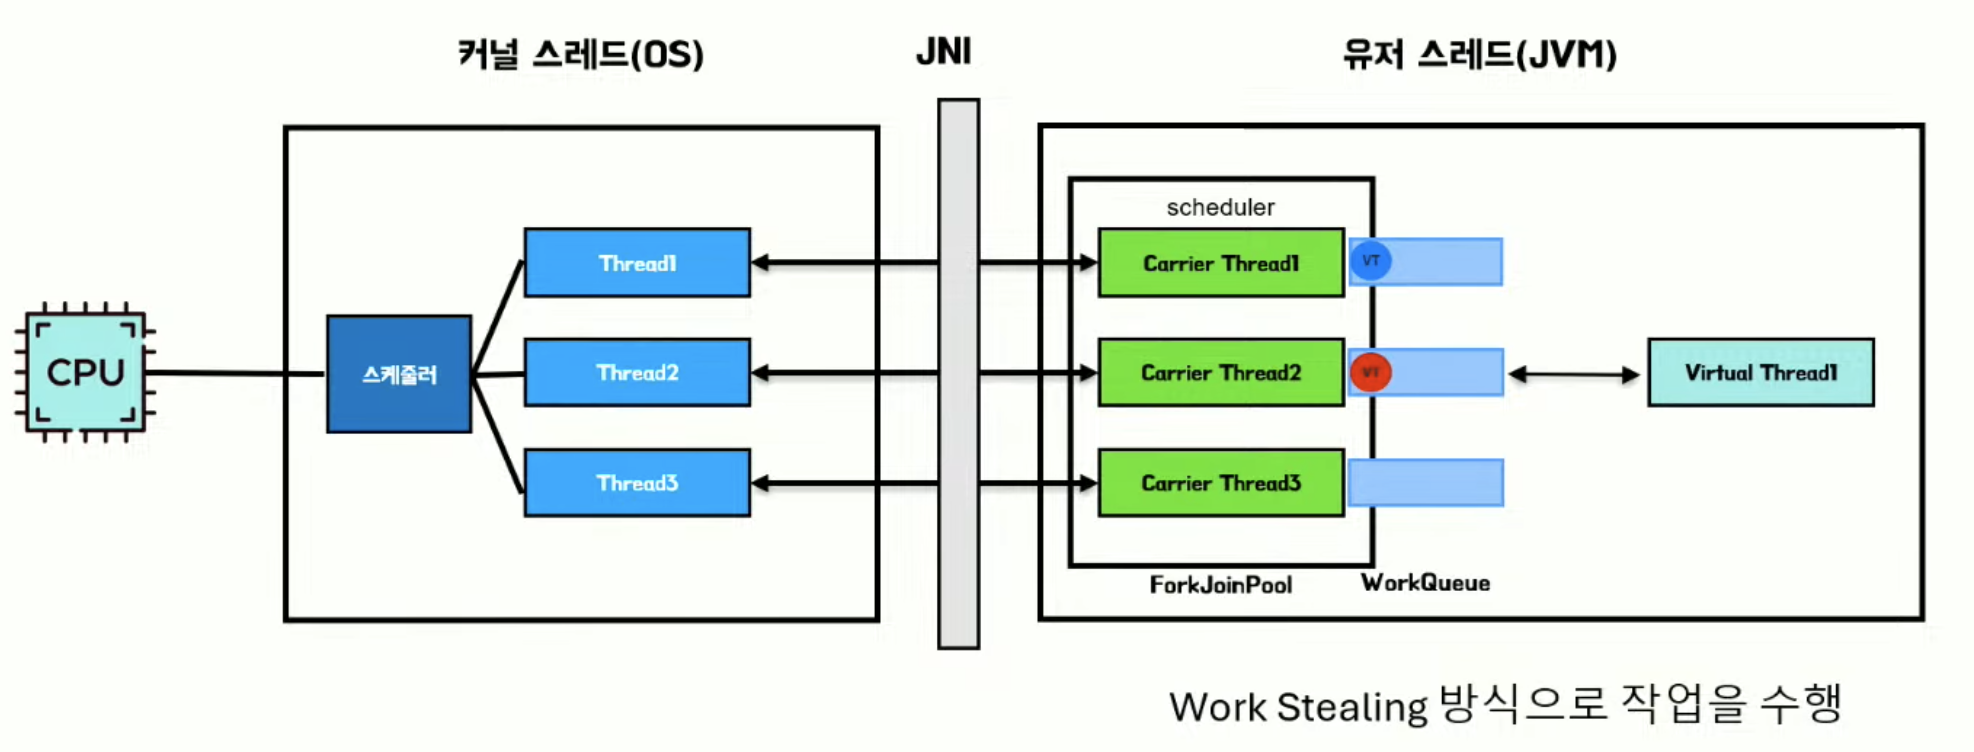 커널 스레드(OS)
JNI
유저 스레드(JVM)
scheduler
Thread1
Carrier Thread1
VT
CPU
스케줄러
Thread2
Carrier Thread2
VT
Virtual Thread1
Thread3
Carrier Thread3
ForkJoinPool
WorkQueue
Work Stealing 방식으로 작업을 수행